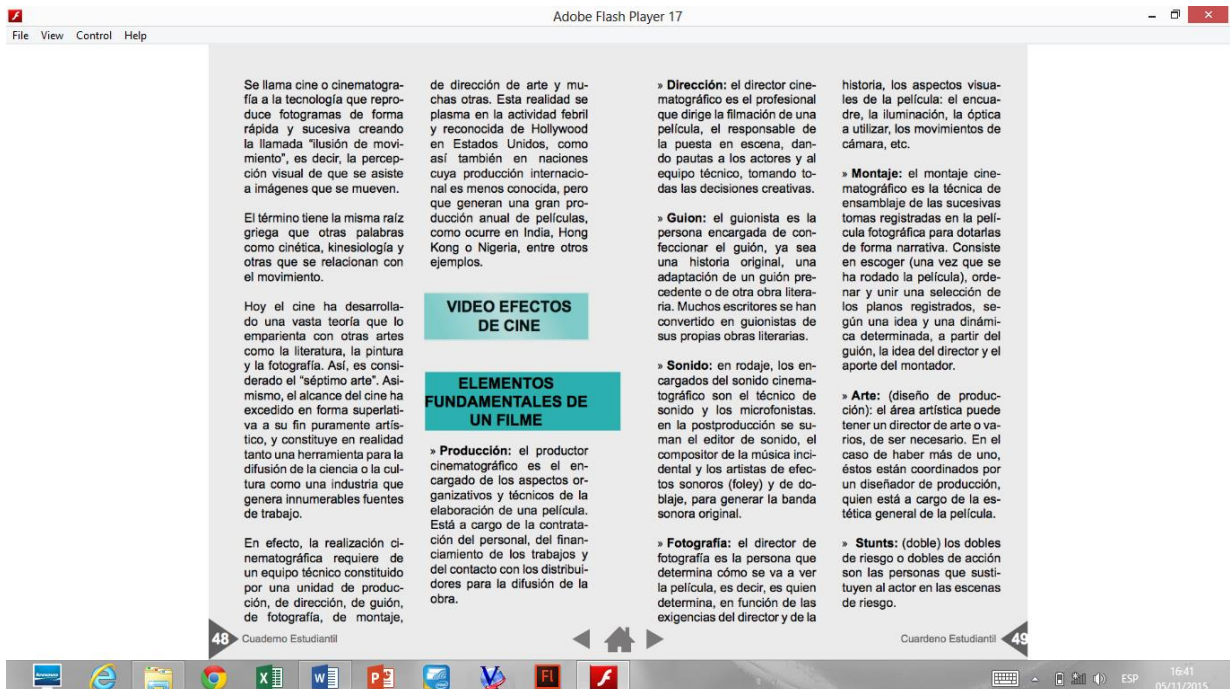 Adobe Flash Player 17
File View Control Help
Se llama cine o cinematogra-
fía a la tecnología que repro-
duce fotogramas de forma
rápida y sucesiva creando
la llamada "ilusión de movi-
miento", es decir, la percep-
ción visual de que se asiste
a imágenes que se mueven.
El término tiene la misma raíz
griega que otras palabras
como cinética, kinesiología y
otras que se relacionan con
el movimiento.
Hoy el cine ha desarrolla-
do una vasta teoría que lo
emparienta con otras artes
como la literatura, la pintura
y la fotografía. Así, es consi-
derado el "séptimo arte". Asi-
mismo, el alcance del cine ha
excedido en forma superlati-
va a su fin puramente artís-
tico, y constituye en realidad
tanto una herramienta para la
difusión de la ciencia o la cul-
tura como una industria que
genera innumerables fuentes
de trabajo.
En efecto, la realización ci-
nematográfica requiere de
un equipo técnico constituido
por una unidad de produc-
ción, de dirección, de guión,
de fotografía, de montaje,
de dirección de arte y mu-
chas otras. Esta realidad se
plasma en la actividad febril
y reconocida de Hollywood
en Estados Unidos, como
así también en naciones
cuya producción internacio-
nal es menos conocida, pero
que generan una gran pro-
ducción anual de películas,
como ocurre en India, Hong
Kong o Nigeria, entre otros
ejemplos.
VIDEO EFECTOS
DE CINE
ELEMENTOS
FUNDAMENTALES DE
UN FILME
» Producción: el productor
cinematográfico es el en-
cargado de los aspectos or-
ganizativos y técnicos de la
elaboración de una película.
Está a cargo de la contrata-
ción del personal, del finan-
ciamiento de los trabajos y
del contacto con los distribui-
dores para la difusión de la
obra.
» Dirección: el director cine-
matográfico es el profesional
que dirige la filmación de una
película, el responsable de
la puesta en escena, dan-
do pautas a los actores y al
equipo técnico, tomando to-
das las decisiones creativas.
» Guion: el guionista es la
persona encargada de con-
feccionar el guión, ya sea
una historia original, una
adaptación de un guión pre-
cedente o de otra obra litera-
ria. Muchos escritores se han
convertido en guionistas de
sus propias obras literarias.
» Sonido: en rodaje, los en-
cargados del sonido cinema-
tográfico son el técnico de
sonido y los microfonistas.
en la postproducción se su-
man el editor de sonido, el
compositor de la música inci-
dental y los artistas de efec-
tos sonoros (foley) y de do-
blaje, para generar la banda
sonora original.
» Fotografía: el director de
fotografía es la persona que
determina cómo se va a ver
la película, es decir, es quien
determina, en función de las
exigencias del director y de la
historia, los aspectos visua-
les de la película: el encua-
dre, la iluminación, la óptica
a utilizar, los movimientos de
cámara, etc.
» Montaje: el montaje cine-
matográfico es la técnica de
ensamblaje de las sucesivas
tomas registradas en la pelí-
cula fotográfica para dotarlas
de forma narrativa. Consiste
en escoger (una vez que se
ha rodado la película), orde-
nar y unir una selección de
los planos registrados, se-
gún una idea y una dinámi-
ca determinada, a partir del
guión, la idea del director y el
aporte del montador.
» Arte: (diseño de produc-
ción): el área artística puede
tener un director de arte o va-
rios, de ser necesario. En el
caso de haber más de uno,
éstos están coordinados por
un diseñador de producción,
quien está a cargo de la es-
tética general de la película.
» Stunts: (doble) los dobles
de riesgo o dobles de acción
son las personas que susti-
tuyen al actor en las escenas
de riesgo.
48 Cuaderno Estudiantil
Cuardeno Estudiantil 49
ESP
16:41
05/11/2015